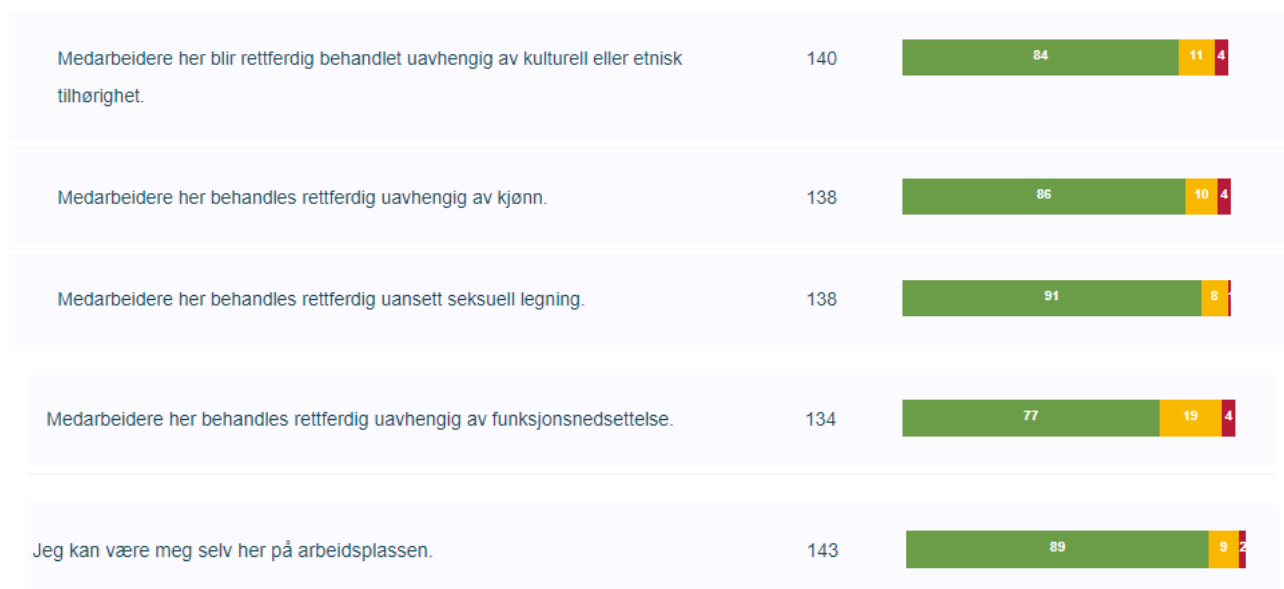 Medarbeidere her blir rettferdig behandlet uavhengig av kulturell eller etnisk 140 84 11 4
tilhørighet.
Medarbeidere her behandles rettferdig uavhengig av kjønn. 138 86 10 4
Medarbeidere her behandles rettferdig uansett seksuell legning. 138 91 8
Medarbeidere her behandles rettferdig uavhengig av funksjonsnedsettelse. 134 77 19 4
Jeg kan være meg selv her på arbeidsplassen. 143 89 9 2